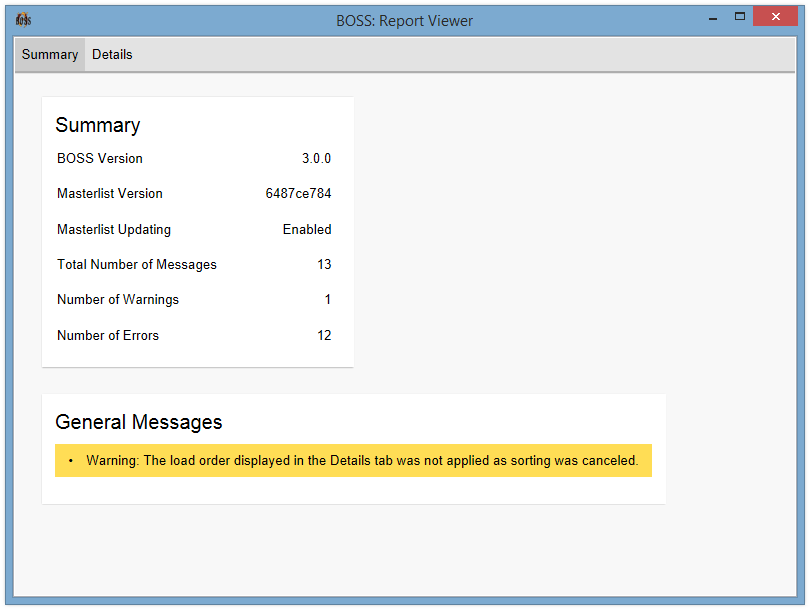 BOSS
BOSS: Report Viewer
Summary Details
Summary
BOSS Version 3.0.0
Masterlist Version 6487ce784
Masterlist Updating Enabled
Total Number of Messages 13
Number of Warnings 1
Number of Errors 12
General Messages
• Warning: The load order displayed in the Details tab was not applied as sorting was canceled.